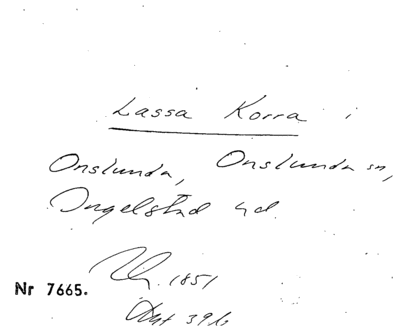 Lassa Korra i
Onslunda, Onslunda sn,
Ingelstad hd.
1851
Nr 7665.